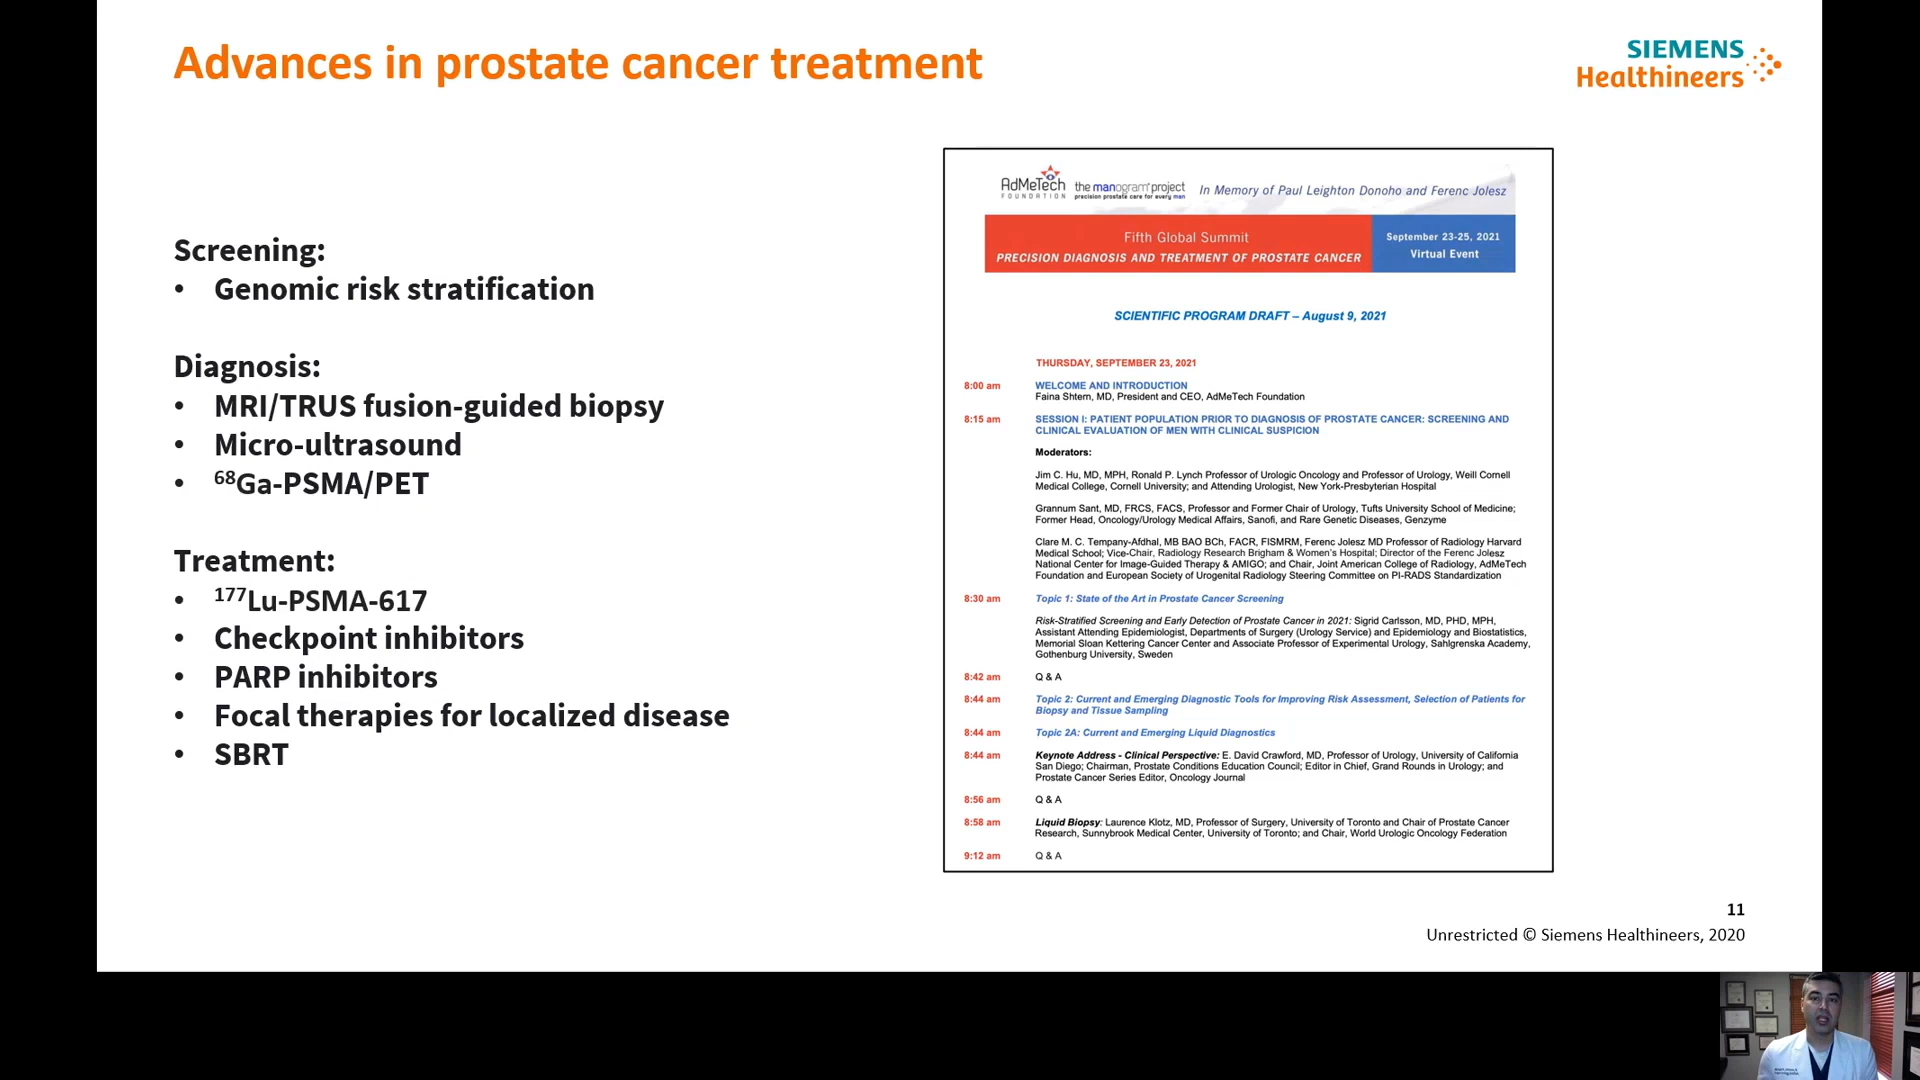 Advances in prostate cancer treatment
SIEMENS
Healthineers
Screening:
• Genomic risk stratification
Diagnosis:
• MRI/TRUS fusion-guided biopsy
• Micro-ultrasound
• ⁶⁸Ga-PSMA/PET
Treatment:
• ¹⁷⁷Lu-PSMA-617
• Checkpoint inhibitors
• PARP inhibitors
• Focal therapies for localized disease
• SBRT
AdMeTech
FOUNDATION
the manogram® project
precision prostate care for every man
In Memory of Paul Leighton Donoho and Ferenc Jolesz
Fifth Global Summit
PRECISION DIAGNOSIS AND TREATMENT OF PROSTATE CANCER
September 23-25, 2021
Virtual Event
SCIENTIFIC PROGRAM DRAFT – August 9, 2021
THURSDAY, SEPTEMBER 23, 2021
8:00 am WELCOME AND INTRODUCTION
Faina Shtern, MD, President and CEO, AdMeTech Foundation
8:15 am SESSION I: PATIENT POPULATION PRIOR TO DIAGNOSIS OF PROSTATE CANCER: SCREENING AND
CLINICAL EVALUATION OF MEN WITH CLINICAL SUSPICION
Moderators:
Jim C. Hu, MD, MPH, Ronald P. Lynch Professor of Urologic Oncology and Professor of Urology, Weill Cornell
Medical College, Cornell University; and Attending Urologist, New York-Presbyterian Hospital
Grannum Sant, MD, FRCS, FACS, Professor and Former Chair of Urology, Tufts University School of Medicine;
Former Head, Oncology/Urology Medical Affairs, Sanofi, and Rare Genetic Diseases, Genzyme
Clare M. C. Tempany-Afdhal, MB BAO BCh, FACR, FISMRM, Ferenc Jolesz MD Professor of Radiology Harvard
Medical School; Vice-Chair, Radiology Research Brigham & Women's Hospital; Director of the Ferenc Jolesz
National Center for Image-Guided Therapy & AMIGO; and Chair, Joint American College of Radiology, AdMeTech
Foundation and European Society of Urogenital Radiology Steering Committee on PI-RADS Standardization
8:30 am Topic 1: State of the Art in Prostate Cancer Screening
Risk-Stratified Screening and Early Detection of Prostate Cancer in 2021: Sigrid Carlsson, MD, PHD, MPH,
Assistant Attending Epidemiologist, Departments of Surgery (Urology Service) and Epidemiology and Biostatistics,
Memorial Sloan Kettering Cancer Center and Associate Professor of Experimental Urology, Sahlgrenska Academy,
Gothenburg University, Sweden
8:42 am Q & A
8:44 am Topic 2: Current and Emerging Diagnostic Tools for Improving Risk Assessment, Selection of Patients for
Biopsy and Tissue Sampling
8:44 am Topic 2A: Current and Emerging Liquid Diagnostics
8:44 am Keynote Address - Clinical Perspective: E. David Crawford, MD, Professor of Urology, University of California
San Diego; Chairman, Prostate Conditions Education Council; Editor in Chief, Grand Rounds in Urology; and
Prostate Cancer Series Editor, Oncology Journal
8:56 am Q & A
8:58 am Liquid Biopsy: Laurence Klotz, MD, Professor of Surgery, University of Toronto and Chair of Prostate Cancer
Research, Sunnybrook Medical Center, University of Toronto; and Chair, World Urologic Oncology Federation
9:12 am Q & A
11
Unrestricted © Siemens Healthineers, 2020